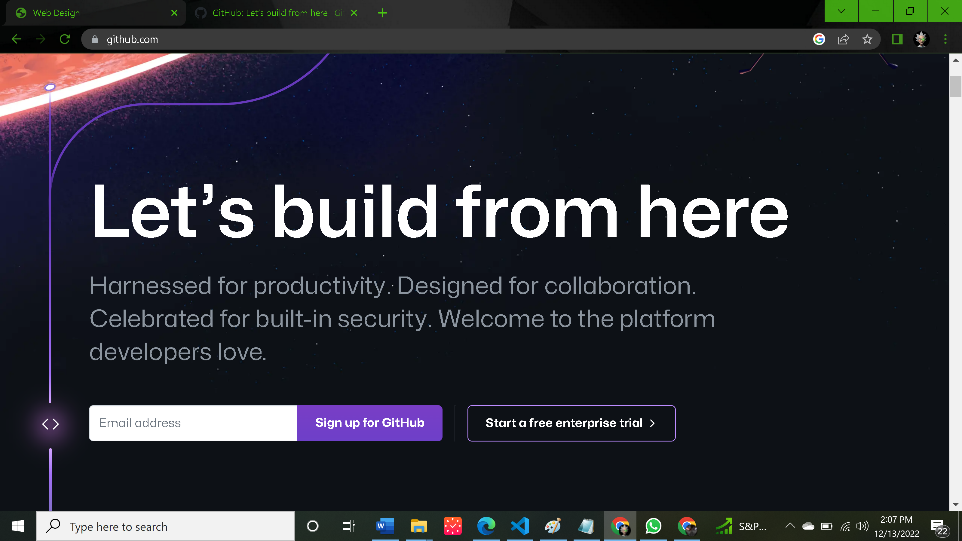 Web Design
GitHub: Let's build from here · Gi
github.com
Let's build from here
Harnessed for productivity. Designed for collaboration.
Celebrated for built-in security. Welcome to the platform
developers love.
Email address
Sign up for GitHub
Start a free enterprise trial
Type here to search
S&P...
2:07 PM
12/13/2022
22